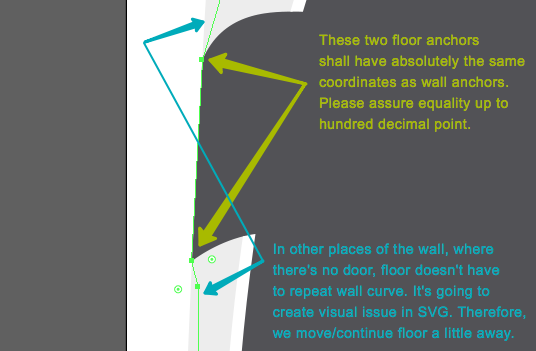 These two floor anchors
shall have absolutely the same
coordinates as wall anchors.
Please assure equality up to
hundred decimal point.
In other places of the wall, where
there's no door, floor doesn't have
to repeat wall curve. It's going to
create visual issue in SVG. Therefore,
we move/continue floor a little away.